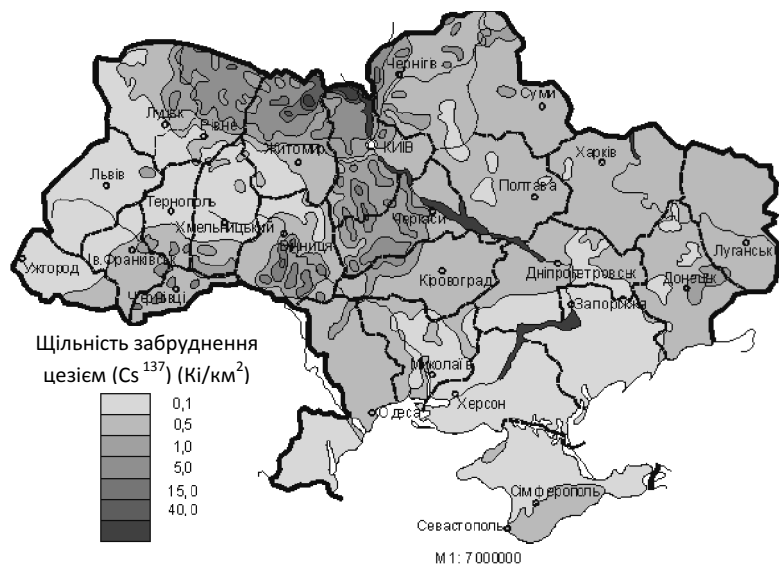 Чернігів
Суми
Луцьк
Рівне
КИЇВ
Житомир
Харків
Львів
Полтава
Тернопіль
Черкаси
Хмельницький
Вінниця
Луганськ
Ів.Франківськ
Ужгород
Дніпропетровськ
Кіровоград
Донецьк
Чернівці
Запоріжжя
Щільність забруднення
цезієм (Cs 137) (Кі/км2)
Миколаїв
0,1
Херсон
0,5
Одеса
1,0
5,0
15,0
40,0
Сімферополь
Севастополь
М 1: 7 000000